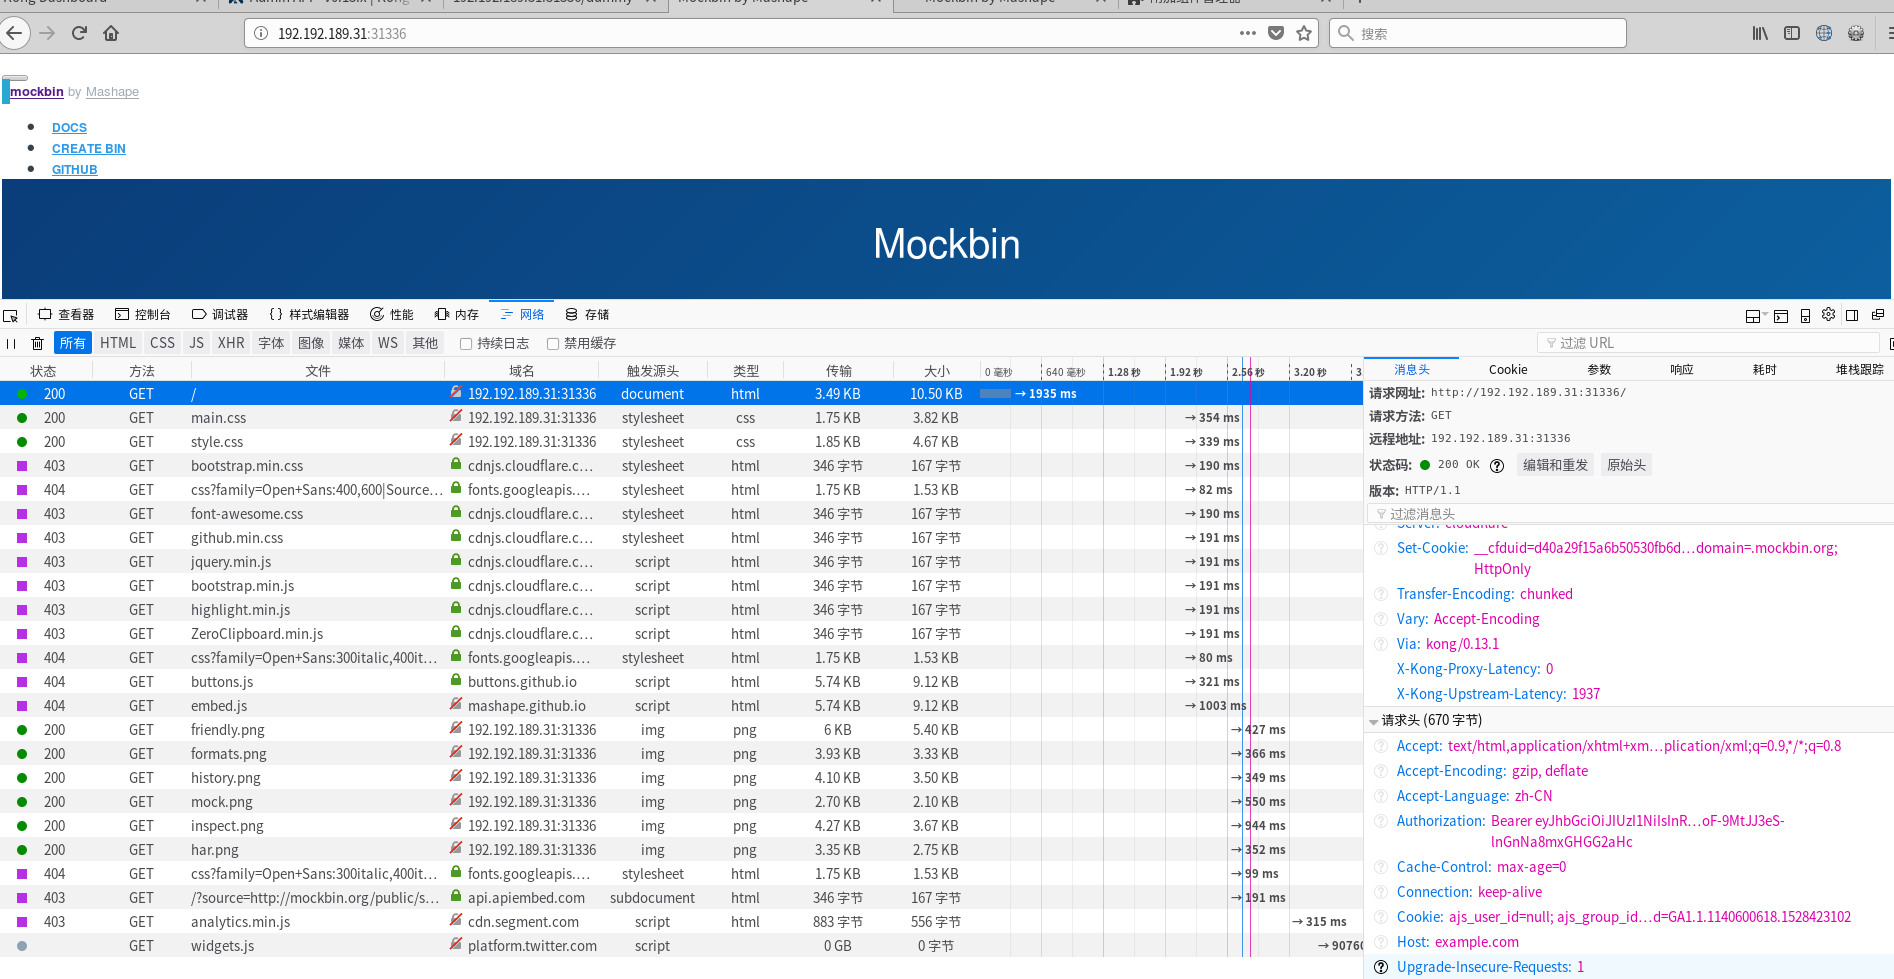 192.192.189.31:31336
搜索
mockbin by Mashape
DOCS
CREATE BIN
GITHUB
Mockbin
查看器 控制台 调试器 {} 样式编辑器 性能 内存 网络 存储
所有 HTML CSS JS XHR 字体 图像 媒体 WS 其他 持续日志 禁用缓存 过滤 URL
状态 方法 文件 域名 触发源头 类型 传输 大小 0 毫秒 640 毫秒 1.28 秒 1.92 秒 2.56 秒 3.20 秒
200 GET / 192.192.189.31:31336 document html 3.49 KB 10.50 KB → 1935 ms
200 GET main.css 192.192.189.31:31336 stylesheet css 1.75 KB 3.82 KB → 354 ms
200 GET style.css 192.192.189.31:31336 stylesheet css 1.85 KB 4.67 KB → 339 ms
403 GET bootstrap.min.css cdnjs.cloudflare.c… stylesheet html 346 字节 167 字节 → 190 ms
404 GET css?family=Open+Sans:400,600|Source… fonts.googleapis.… stylesheet html 1.75 KB 1.53 KB → 82 ms
403 GET font-awesome.css cdnjs.cloudflare.c… stylesheet html 346 字节 167 字节 → 190 ms
403 GET github.min.css cdnjs.cloudflare.c… stylesheet html 346 字节 167 字节 → 191 ms
403 GET jquery.min.js cdnjs.cloudflare.c… script html 346 字节 167 字节 → 191 ms
403 GET bootstrap.min.js cdnjs.cloudflare.c… script html 346 字节 167 字节 → 191 ms
403 GET highlight.min.js cdnjs.cloudflare.c… script html 346 字节 167 字节 → 191 ms
403 GET ZeroClipboard.min.js cdnjs.cloudflare.c… script html 346 字节 167 字节 → 191 ms
404 GET css?family=Open+Sans:300italic,400it… fonts.googleapis.… stylesheet html 1.75 KB 1.53 KB → 80 ms
404 GET buttons.js buttons.github.io script html 5.74 KB 9.12 KB → 321 ms
404 GET embed.js mashape.github.io script html 5.74 KB 9.12 KB → 1003 ms
200 GET friendly.png 192.192.189.31:31336 img png 6 KB 5.40 KB → 427 ms
200 GET formats.png 192.192.189.31:31336 img png 3.93 KB 3.33 KB → 366 ms
200 GET history.png 192.192.189.31:31336 img png 4.10 KB 3.50 KB → 349 ms
200 GET mock.png 192.192.189.31:31336 img png 2.70 KB 2.10 KB → 550 ms
200 GET inspect.png 192.192.189.31:31336 img png 4.27 KB 3.67 KB → 944 ms
200 GET har.png 192.192.189.31:31336 img png 3.35 KB 2.75 KB → 352 ms
404 GET css?family=Open+Sans:300italic,400it… fonts.googleapis.… stylesheet html 1.75 KB 1.53 KB → 99 ms
403 GET /?source=http://mockbin.org/public/s… api.apiembed.com subdocument html 346 字节 167 字节 → 191 ms
403 GET analytics.min.js cdn.segment.com script html 883 字节 556 字节 → 315 ms
GET widgets.js platform.twitter.com script 0 GB 0 字节 → 90760
消息头 Cookie 参数 响应 耗时 堆栈跟踪
请求网址: http://192.192.189.31:31336/
请求方法: GET
远程地址: 192.192.189.31:31336
状态码: 200 OK 编辑和重发 原始头
版本: HTTP/1.1
过滤消息头
Server: cloudflare
Set-Cookie: __cfduid=d40a29f15a6b50530fb6d…domain=.mockbin.org;
HttpOnly
Transfer-Encoding: chunked
Vary: Accept-Encoding
Via: kong/0.13.1
X-Kong-Proxy-Latency: 0
X-Kong-Upstream-Latency: 1937
请求头 (670 字节)
Accept: text/html,application/xhtml+xm…plication/xml;q=0.9,*/*;q=0.8
Accept-Encoding: gzip, deflate
Accept-Language: zh-CN
Authorization: Bearer eyJhbGciOiJIUzI1NiIsInR…oF-9MtJJ3eS-
lnGnNa8mxGHGG2aHc
Cache-Control: max-age=0
Connection: keep-alive
Cookie: ajs_user_id=null; ajs_group_id…d=GA1.1.1140600618.1528423102
Host: example.com
Upgrade-Insecure-Requests: 1